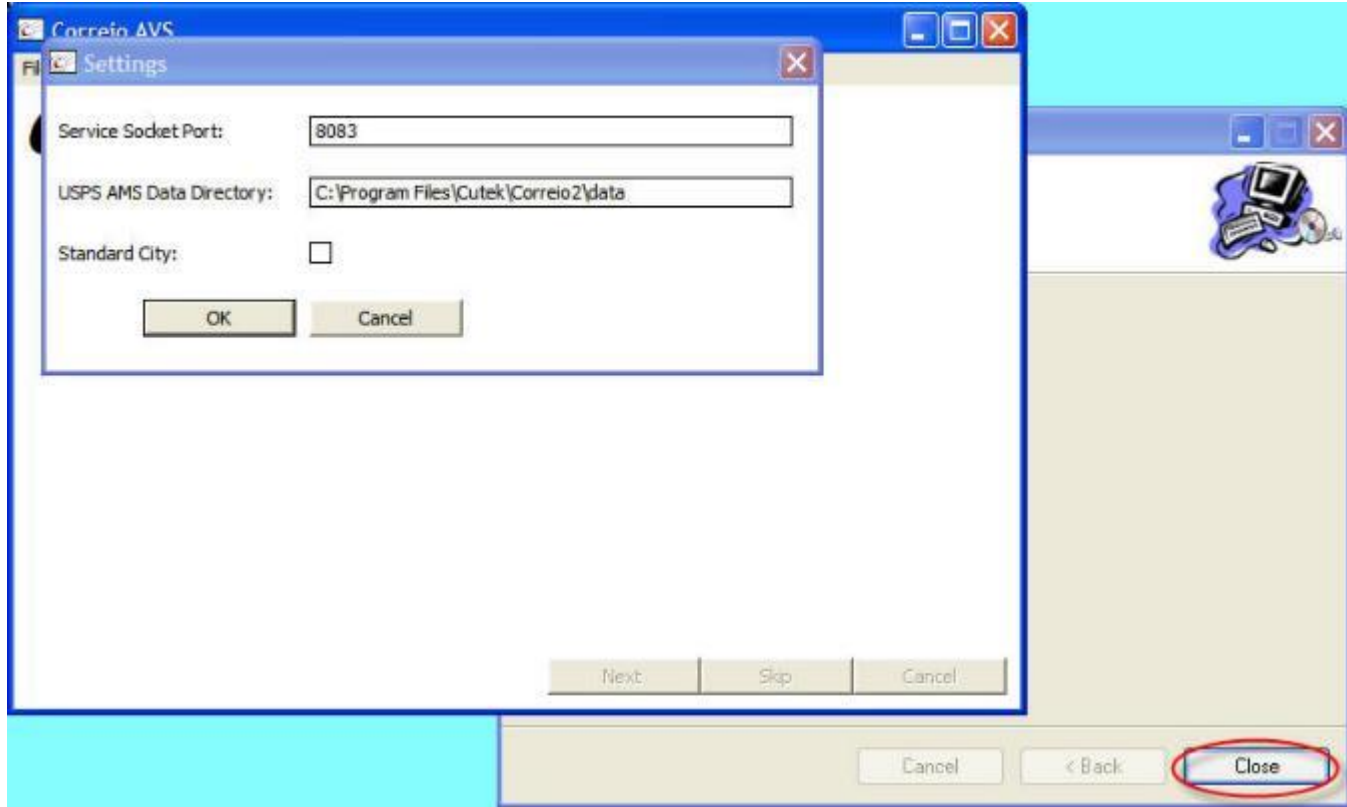 Correio AVS
Fil
Settings
Service Socket Port:
8083
USPS AMS Data Directory:
C:\Program Files\Cutek\Correio2\data
Standard City:
OK
Cancel
Next
Skip
Cancel
Cancel
< Back
Close